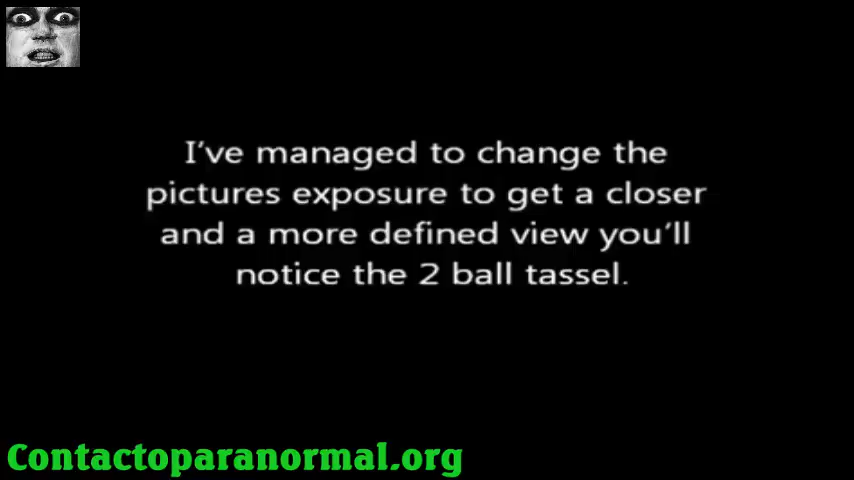 I've managed to change the
pictures exposure to get a closer
and a more defined view you'll
notice the 2 ball tassel.
Contactoparanormal.org